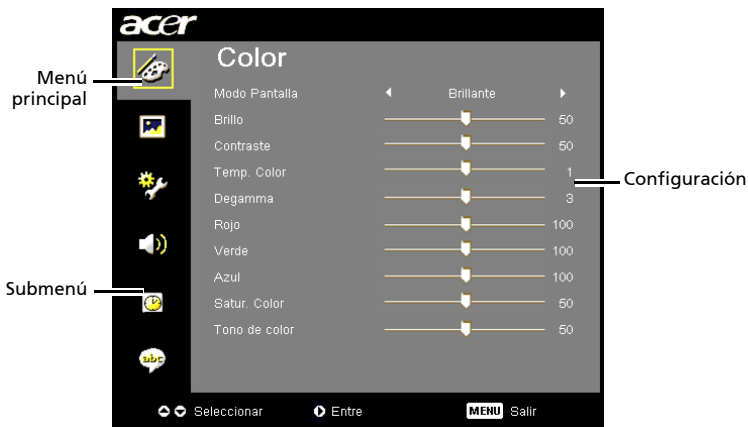 acer
Color
Menú principal
Modo Pantalla Brillante
Brillo 50
Contraste 50
Temp. Color 1
Configuración
Degamma 3
Rojo 100
Verde 100
Azul 100
Submenú
Satur. Color 50
Tono de color 50
abc
Seleccionar Entre MENU Salir